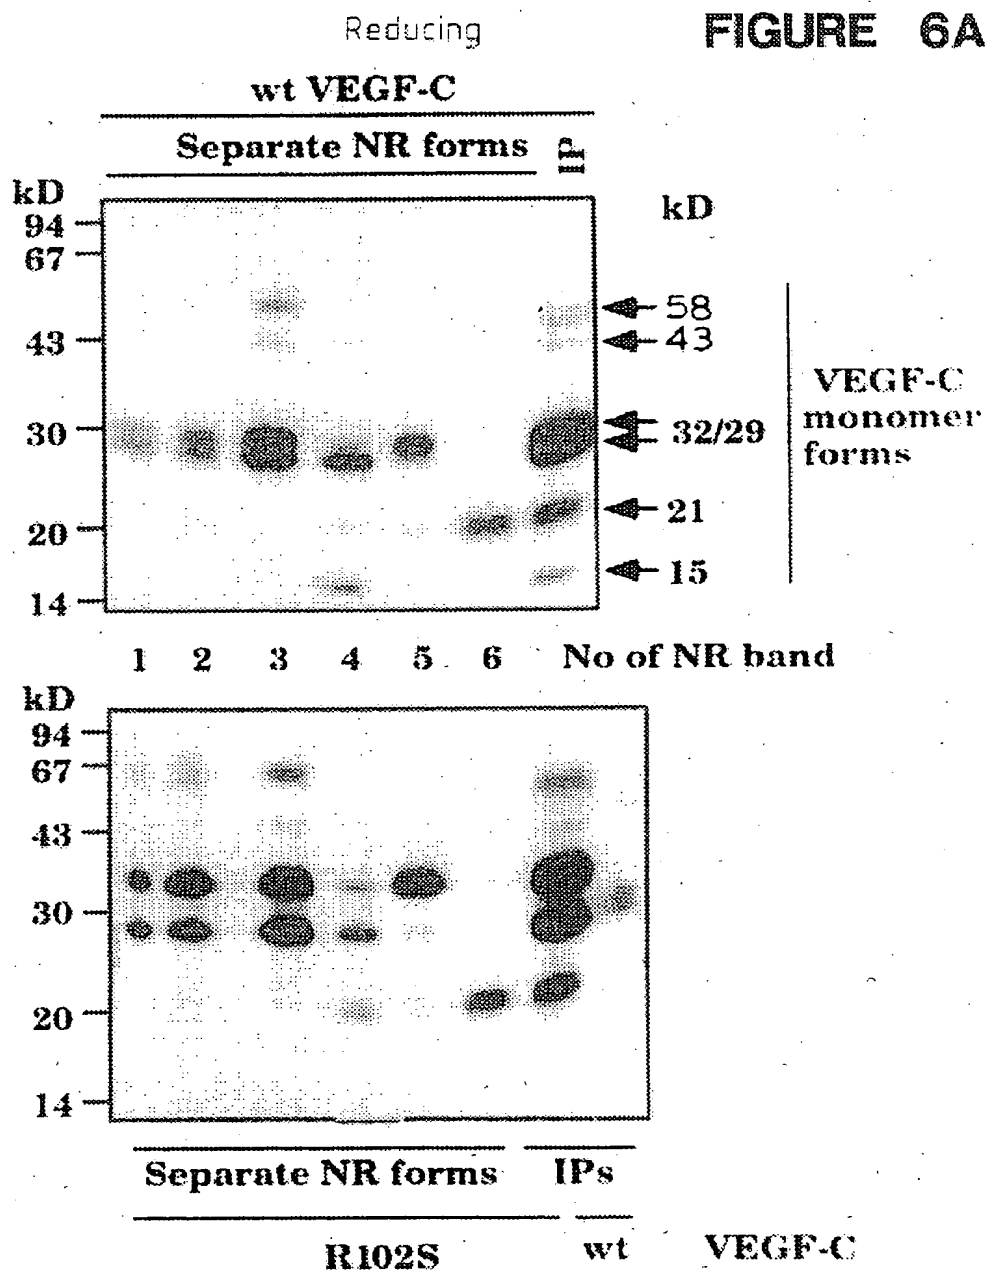 Reducing FIGURE 6A
wt VEGF-C
Separate NR forms IP
kD
kD
94
67
58
43 43
VEGF-C
30 32/29 monomer
forms
21
20
15
14
1 2 3 4 5 6 No of NR band
kD
94
67
43
30
20
14
Separate NR forms IPs
R102S wt VEGF-C